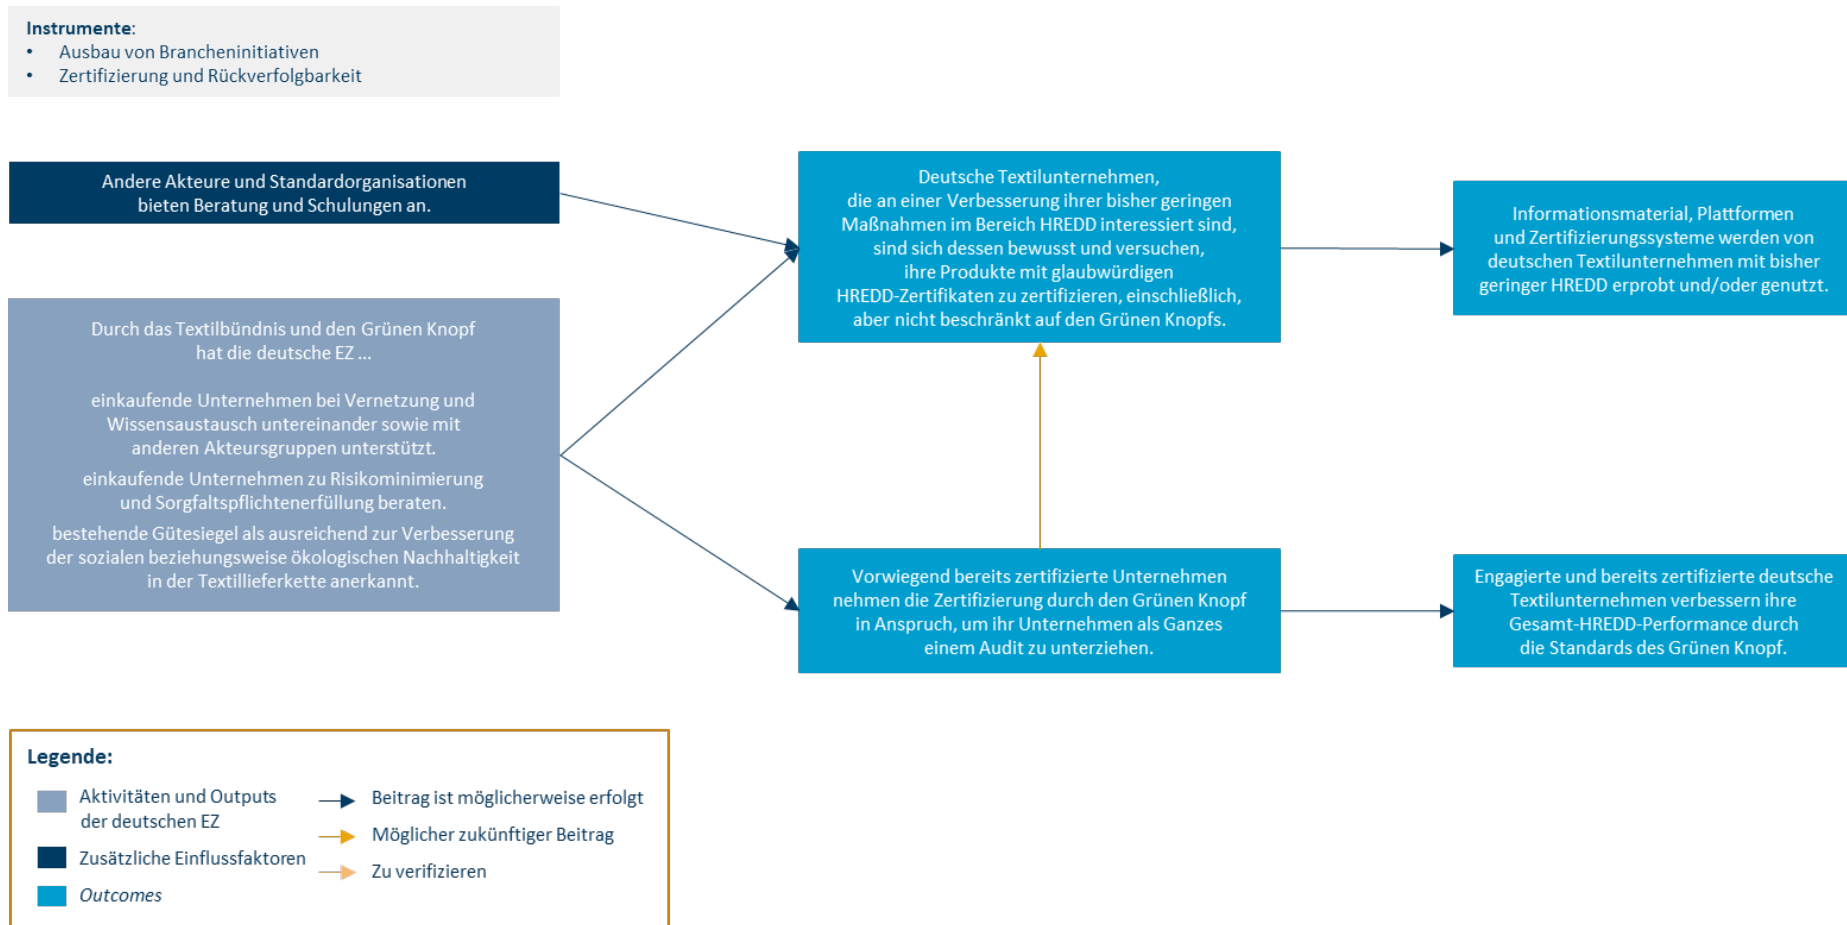 Instrumente:
• Ausbau von Brancheninitiativen
• Zertifizierung und Rückverfolgbarkeit
Andere Akteure und Standardorganisationen
bieten Beratung und Schulungen an.
Durch das Textilbündnis und den Grünen Knopf
hat die deutsche EZ ...
einkaufende Unternehmen bei Vernetzung und
Wissensaustausch untereinander sowie mit
anderen Akteursgruppen unterstützt.
einkaufende Unternehmen zu Risikominimierung
und Sorgfaltspflichtenerfüllung beraten.
bestehende Gütesiegel als ausreichend zur Verbesserung
der sozialen beziehungsweise ökologischen Nachhaltigkeit
in der Textillieferkette anerkannt.
Deutsche Textilunternehmen,
die an einer Verbesserung ihrer bisher geringen
Maßnahmen im Bereich HREDD interessiert sind,
sind sich dessen bewusst und versuchen,
ihre Produkte mit glaubwürdigen
HREDD-Zertifikaten zu zertifizieren, einschließlich,
aber nicht beschränkt auf den Grünen Knopfs.
Vorwiegend bereits zertifizierte Unternehmen
nehmen die Zertifizierung durch den Grünen Knopf
in Anspruch, um ihr Unternehmen als Ganzes
einem Audit zu unterziehen.
Informationsmaterial, Plattformen
und Zertifizierungssysteme werden von
deutschen Textilunternehmen mit bisher
geringer HREDD erprobt und/oder genutzt.
Engagierte und bereits zertifizierte deutsche
Textilunternehmen verbessern ihre
Gesamt-HREDD-Performance durch
die Standards des Grünen Knopf.
Legende:
Aktivitäten und Outputs
der deutschen EZ
Zusätzliche Einflussfaktoren
Outcomes
Beitrag ist möglicherweise erfolgt
Möglicher zukünftiger Beitrag
Zu verifizieren